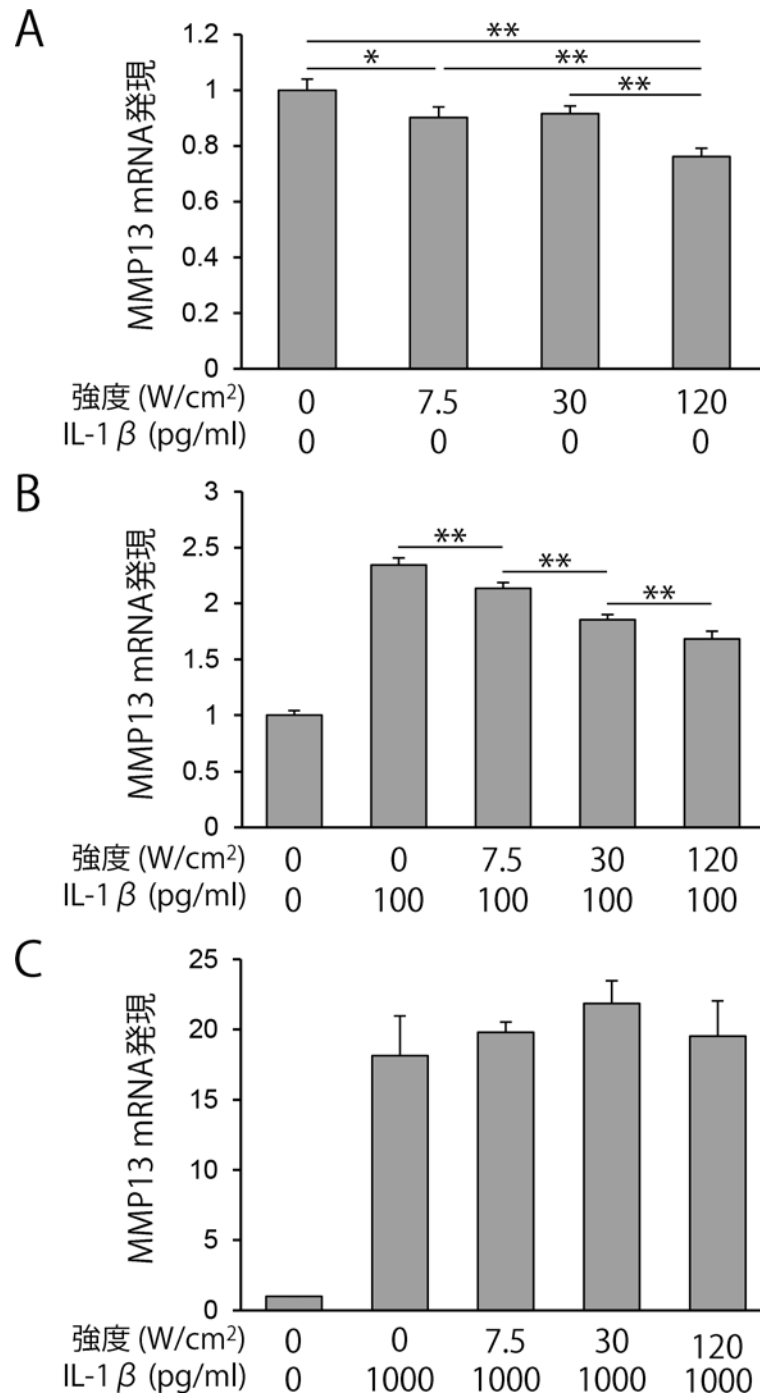 A
MMP13 mRNA発現
1.2
1
0.8
0.6
0.4
0.2
0
**
* **
**
強度 (W/cm²) 0 7.5 30 120
IL-1β (pg/ml) 0 0 0 0
B
MMP13 mRNA発現
3
2.5
2
1.5
1
0.5
0
**
**
**
強度 (W/cm²) 0 0 7.5 30 120
IL-1β (pg/ml) 0 100 100 100 100
C
MMP13 mRNA発現
25
20
15
10
5
0
強度 (W/cm²) 0 0 7.5 30 120
IL-1β (pg/ml) 0 1000 1000 1000 1000